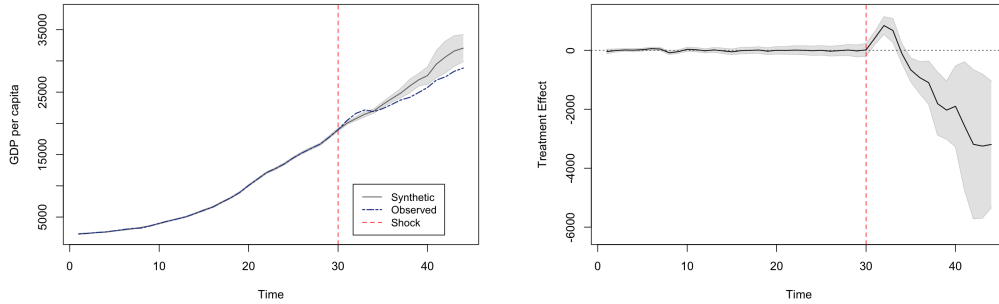 GDP per capita
35000
25000
15000
5000
0
10
20
30
40
Time
Synthetic
Observed
Shock
Treatment Effect
0
-2000
-4000
-6000
0
10
20
30
40
Time